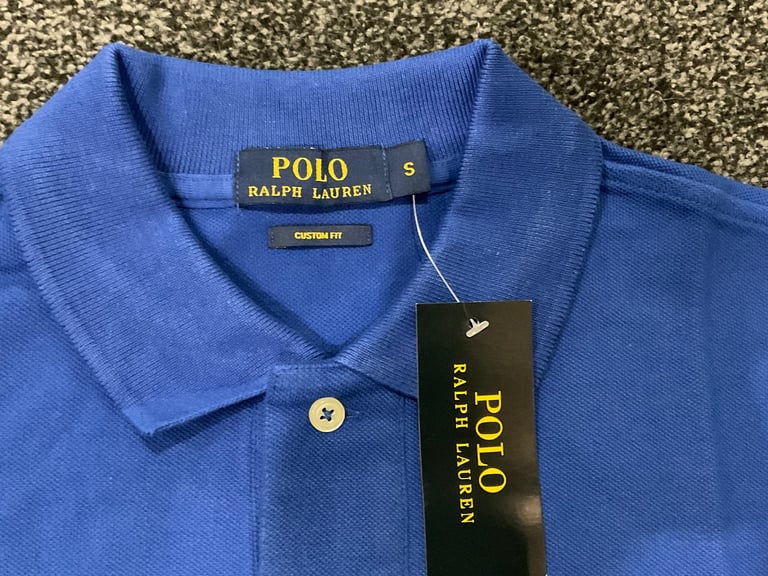 POLO
RALPH LAUREN
S
CUSTOM FIT
POLO
RALPH LAUREN